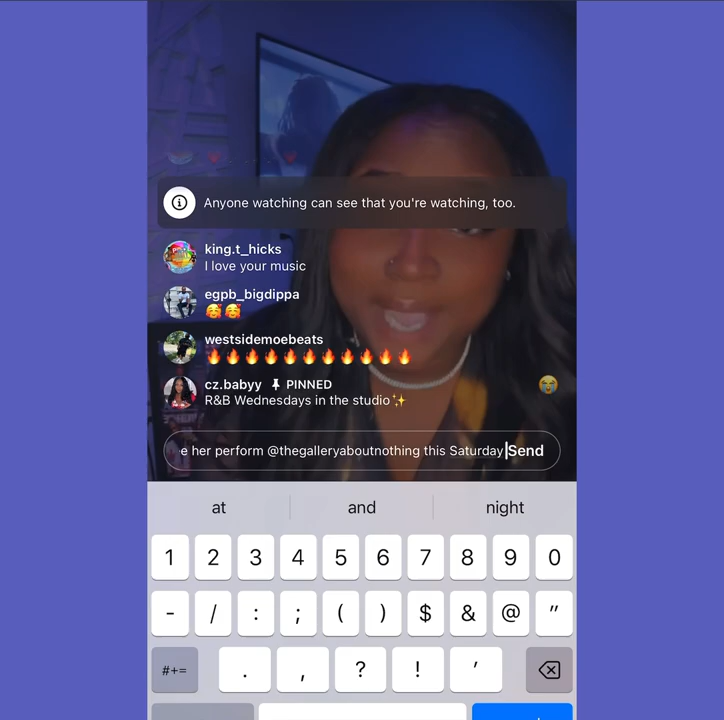 Anyone watching can see that you're watching, too.
king.t_hicks
I love your music
egpb_bigdippa
westsidemoebeats
cz.babyy PINNED
R&B Wednesdays in the studio✨
e her perform @thegalleryaboutnothing this Saturday Send
at and night
1 2 3 4 5 6 7 8 9 0
- / : ; ( ) $ & @ "
#+= . , ? ! '